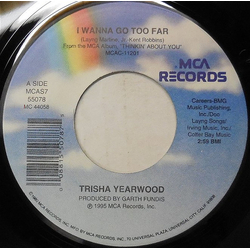 I WANNA GO TOO FAR
(Layng Martine, Jr. Kent Robbins)
From the MCA Album, "THINKIN' ABOUT YOU"
MCAC-11201
MCA
RECORDS
A SIDE
MCAS7
55078
MC 44058
Careers-BMG
Music Publishing
Inc./Doe
Layng Songs/
Irving Music, Inc./
Colter Bay Music
2:59 BMI
TRISHA YEARWOOD
PRODUCED BY GARTH FUNDIS
℗ 1995 MCA Records, Inc.